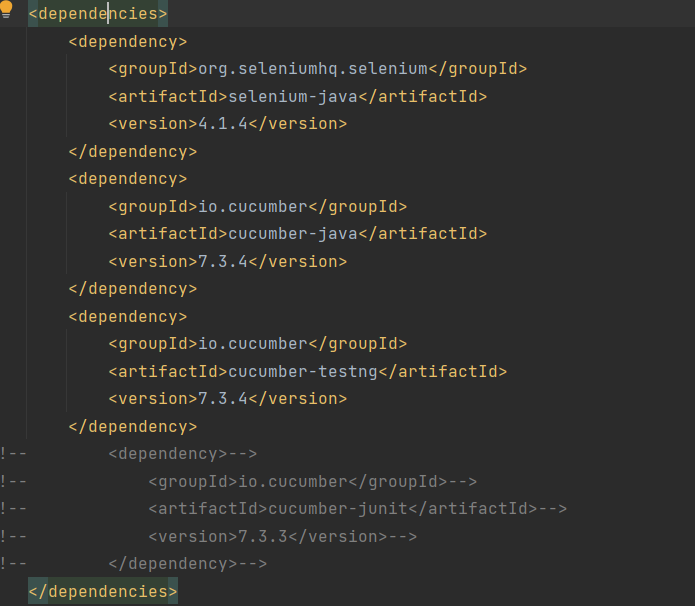 <dependencies>
<dependency>
<groupId>org.seleniumhq.selenium</groupId>
<artifactId>selenium-java</artifactId>
<version>4.1.4</version>
</dependency>
<dependency>
<groupId>io.cucumber</groupId>
<artifactId>cucumber-java</artifactId>
<version>7.3.4</version>
</dependency>
<dependency>
<groupId>io.cucumber</groupId>
<artifactId>cucumber-testng</artifactId>
<version>7.3.4</version>
</dependency>
!-- <dependency>-->
!-- <groupId>io.cucumber</groupId>-->
!-- <artifactId>cucumber-junit</artifactId>-->
!-- <version>7.3.3</version>-->
!-- </dependency>-->
</dependencies>